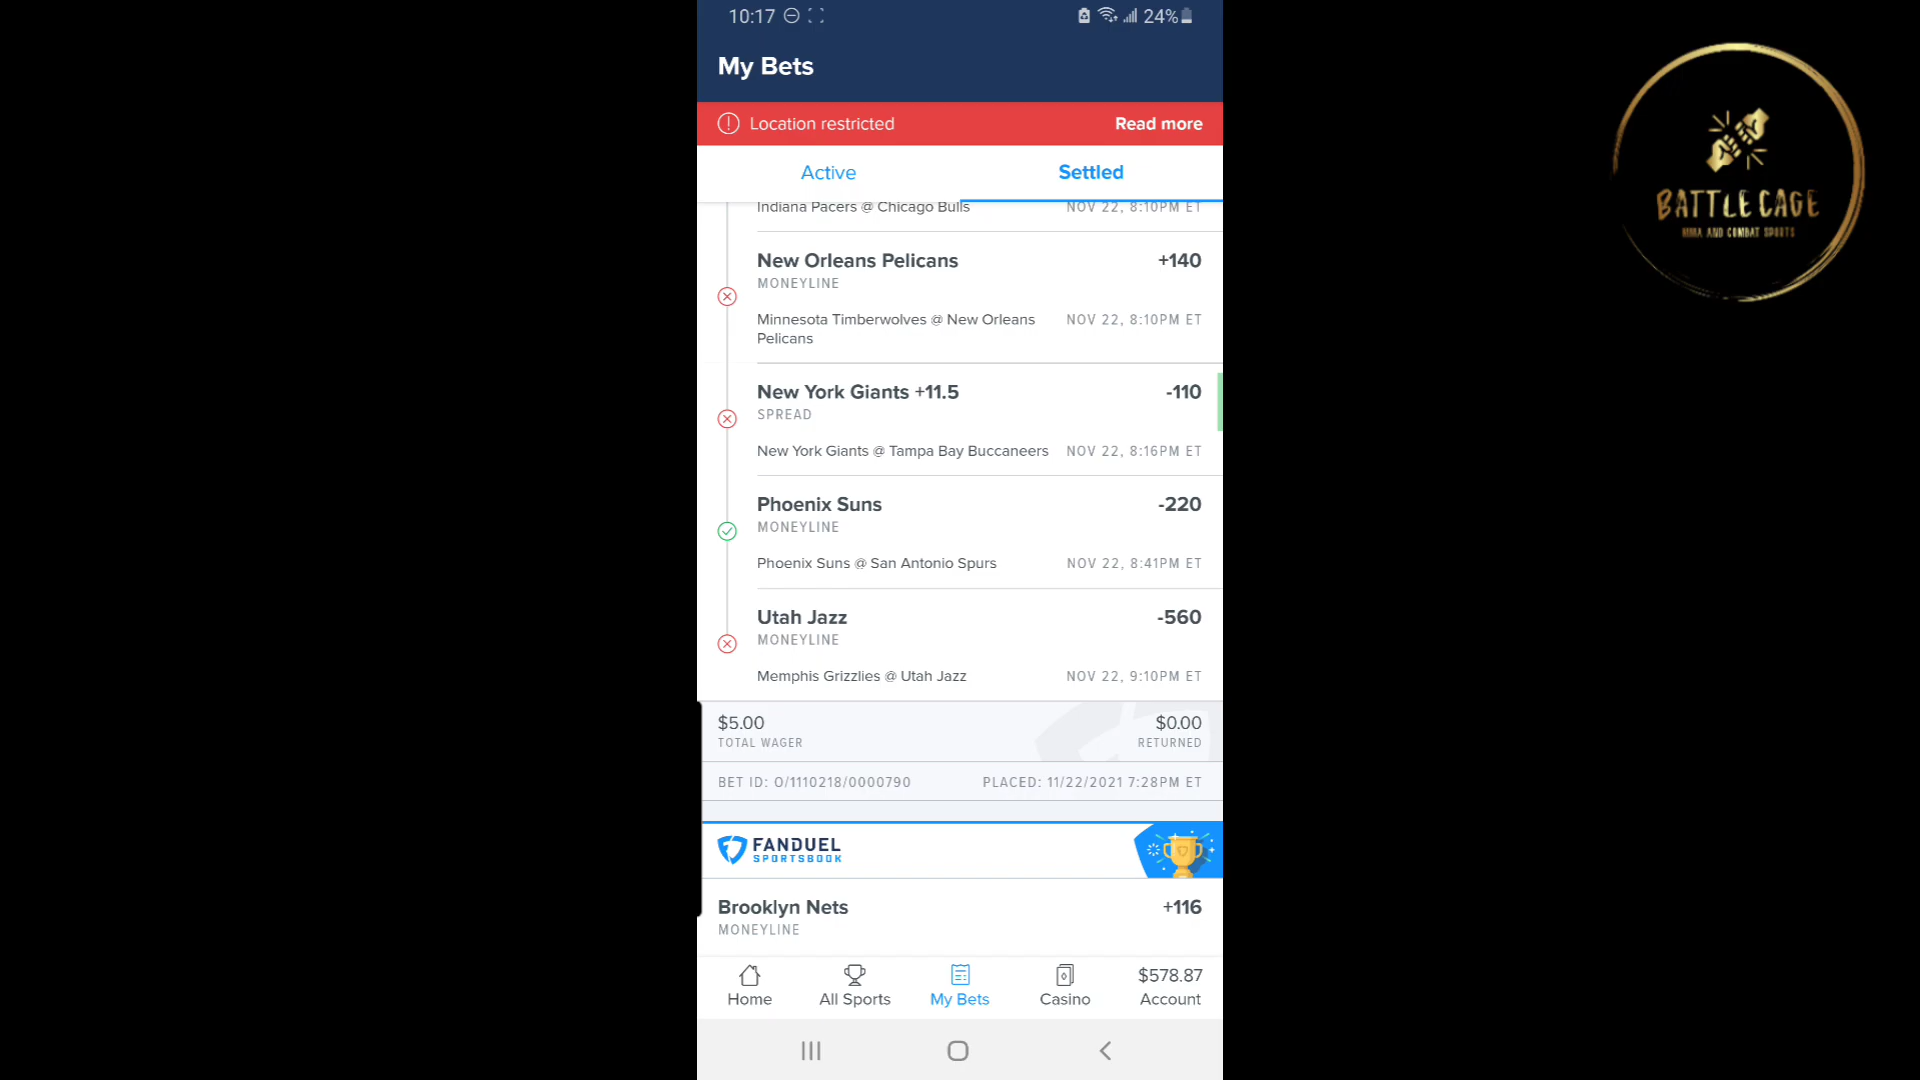 10:17
24%
My Bets
Location restricted
Read more
Active
Settled
Indiana Pacers @ Chicago Bulls
NOV 22, 8:10PM ET
New Orleans Pelicans
+140
MONEYLINE
Minnesota Timberwolves @ New Orleans
NOV 22, 8:10PM ET
Pelicans
New York Giants +11.5
-110
SPREAD
New York Giants @ Tampa Bay Buccaneers
NOV 22, 8:16PM ET
Phoenix Suns
-220
MONEYLINE
Phoenix Suns @ San Antonio Spurs
NOV 22, 8:41PM ET
Utah Jazz
-560
MONEYLINE
Memphis Grizzlies @ Utah Jazz
NOV 22, 9:10PM ET
$5.00
$0.00
TOTAL WAGER
RETURNED
BET ID: O/1110218/0000790
PLACED: 11/22/2021 7:28PM ET
FANDUEL
SPORTSBOOK
Brooklyn Nets
+116
MONEYLINE
Home
All Sports
My Bets
Casino
$578.87
Account
BATTLE CAGE
MMA AND COMBAT SPORTS